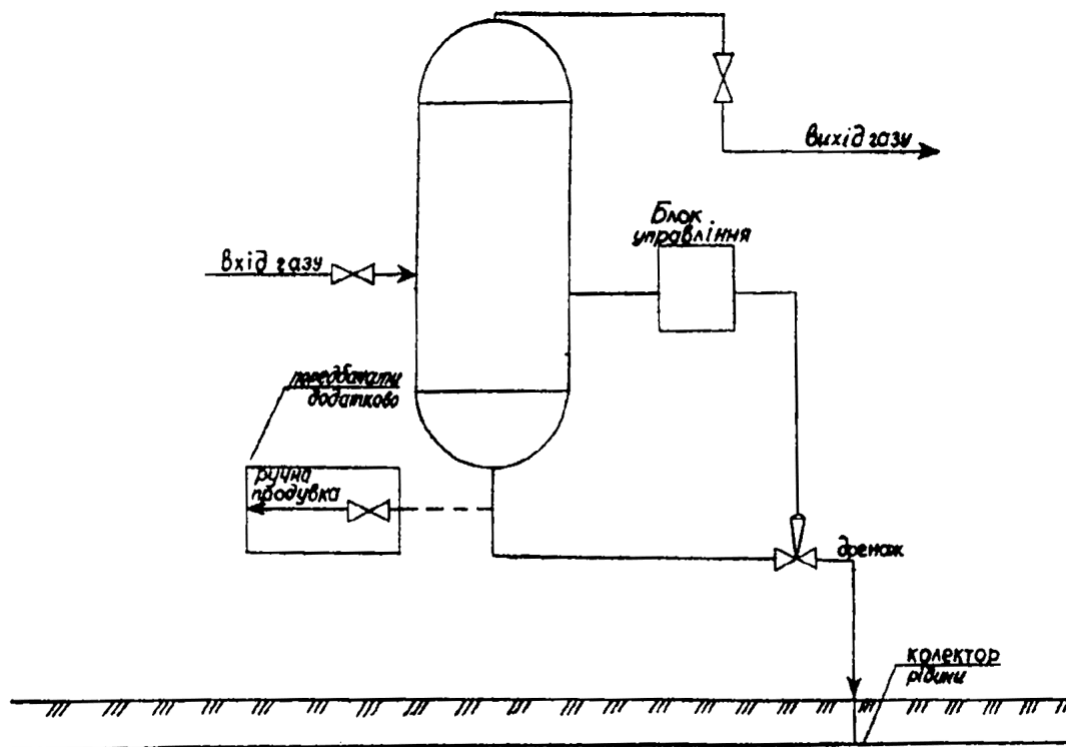 вихід газу
Блок
управління
вхід газу
передбачати
додатково
ручна
продувка
дренаж
колектор
рідини